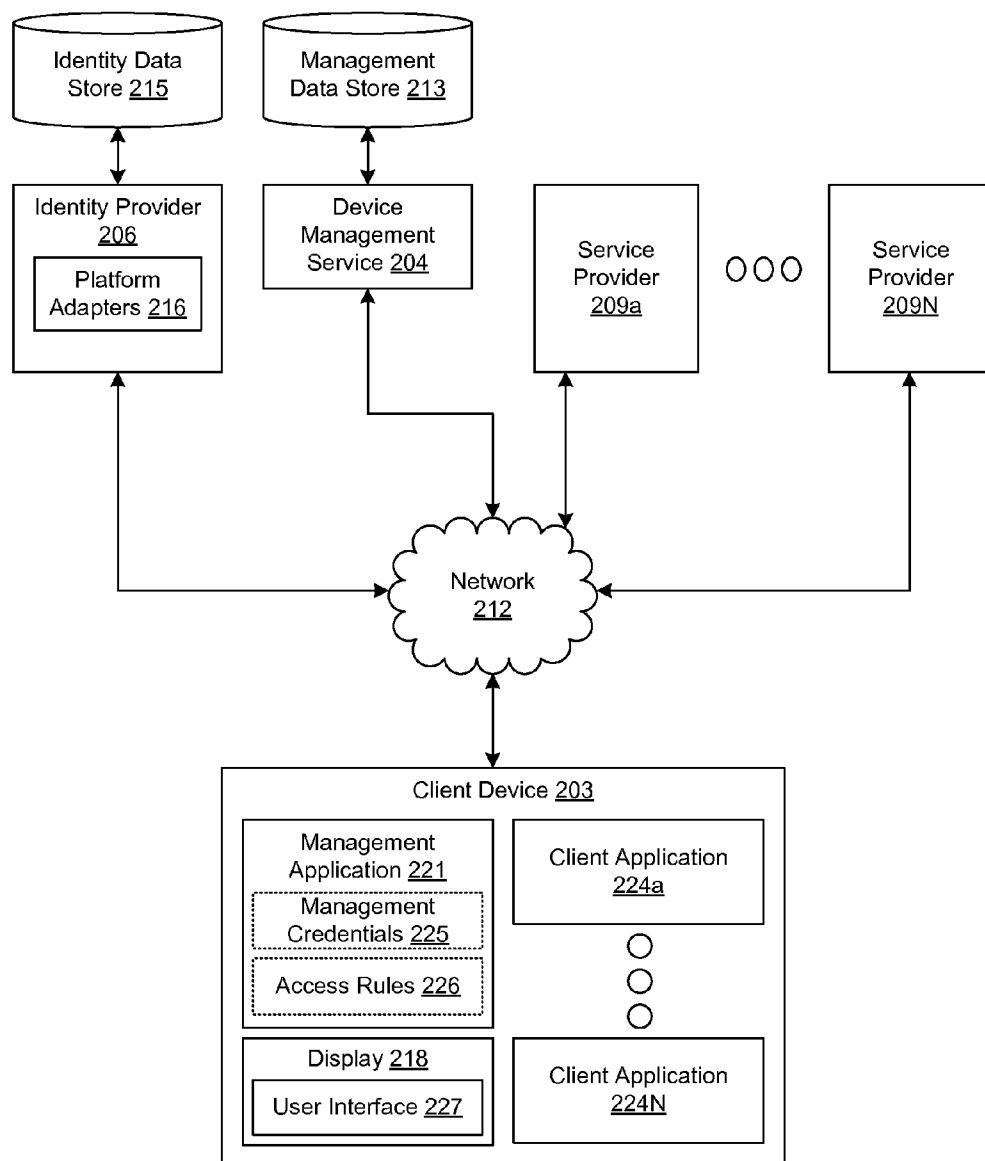 Identity Data
Store 215
Management
Data Store 213
Identity Provider
206
Platform
Adapters 216
Device
Management
Service 204
Service
Provider
209a
Service
Provider
209N
Network
212
Client Device 203
Management
Application 221
Management
Credentials 225
Access Rules 226
Client Application
224a
Display 218
User Interface 227
Client Application
224N